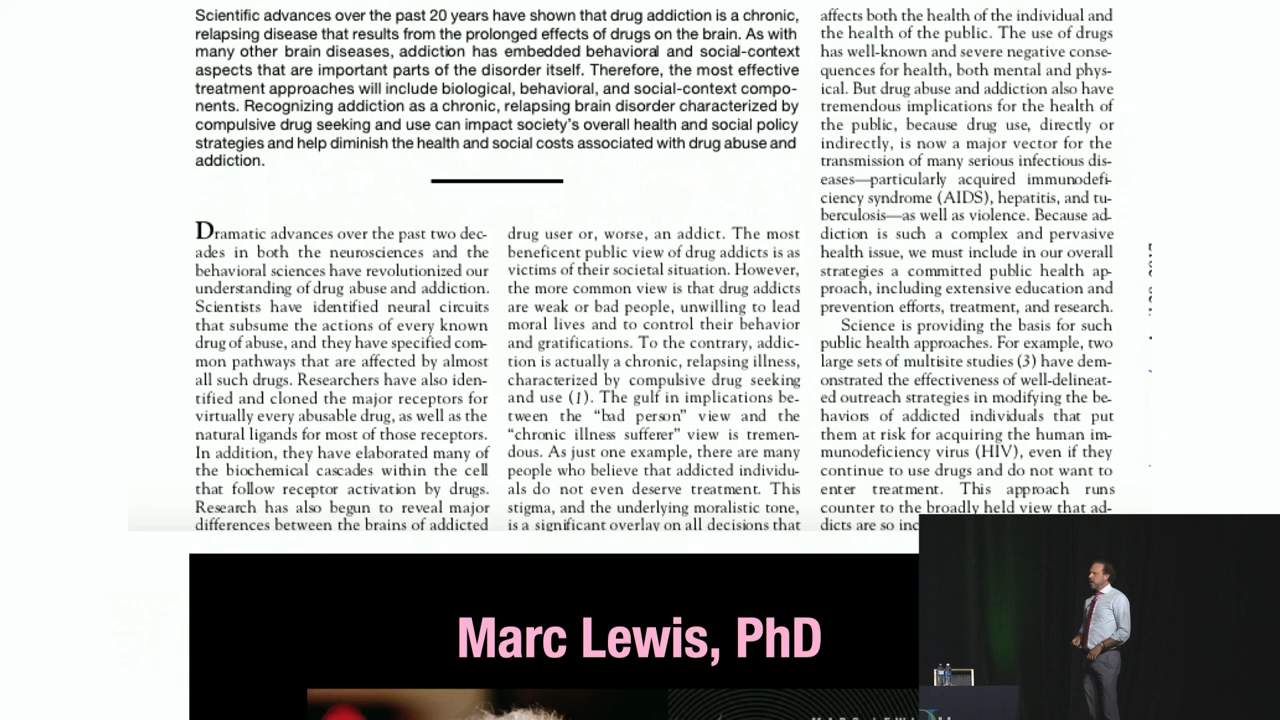 Scientific advances over the past 20 years have shown that drug addiction is a chronic,
relapsing disease that results from the prolonged effects of drugs on the brain. As with
many other brain diseases, addiction has embedded behavioral and social-context
aspects that are important parts of the disorder itself. Therefore, the most effective
treatment approaches will include biological, behavioral, and social-context compo-
nents. Recognizing addiction as a chronic, relapsing brain disorder characterized by
compulsive drug seeking and use can impact society's overall health and social policy
strategies and help diminish the health and social costs associated with drug abuse and
addiction.
Dramatic advances over the past two dec-
ades in both the neurosciences and the
behavioral sciences have revolutionized our
understanding of drug abuse and addiction.
Scientists have identified neural circuits
that subsume the actions of every known
drug of abuse, and they have specified com-
mon pathways that are affected by almost
all such drugs. Researchers have also iden-
tified and cloned the major receptors for
virtually every abusable drug, as well as the
natural ligands for most of those receptors.
In addition, they have elaborated many of
the biochemical cascades within the cell
that follow receptor activation by drugs.
Research has also begun to reveal major
differences between the brains of addicted
drug user or, worse, an addict. The most
beneficent public view of drug addicts is as
victims of their societal situation. However,
the more common view is that drug addicts
are weak or bad people, unwilling to lead
moral lives and to control their behavior
and gratifications. To the contrary, addic-
tion is actually a chronic, relapsing illness,
characterized by compulsive drug seeking
and use (1). The gulf in implications be-
tween the "bad person" view and the
"chronic illness sufferer" view is tremen-
dous. As just one example, there are many
people who believe that addicted individu-
als do not even deserve treatment. This
stigma, and the underlying moralistic tone,
is a significant overlay on all decisions that
affects both the health of the individual and
the health of the public. The use of drugs
has well-known and severe negative conse-
quences for health, both mental and phys-
ical. But drug abuse and addiction also have
tremendous implications for the health of
the public, because drug use, directly or
indirectly, is now a major vector for the
transmission of many serious infectious dis-
eases—particularly acquired immunodefi-
ciency syndrome (AIDS), hepatitis, and tu-
berculosis—as well as violence. Because ad-
diction is such a complex and pervasive
health issue, we must include in our overall
strategies a committed public health ap-
proach, including extensive education and
prevention efforts, treatment, and research.
Science is providing the basis for such
public health approaches. For example, two
large sets of multisite studies (3) have dem-
onstrated the effectiveness of well-delineat-
ed outreach strategies in modifying the be-
haviors of addicted individuals that put
them at risk for acquiring the human im-
munodeficiency virus (HIV), even if they
continue to use drugs and do not want to
enter treatment. This approach runs
counter to the broadly held view that ad-
dicts are so inc
Marc Lewis, PhD